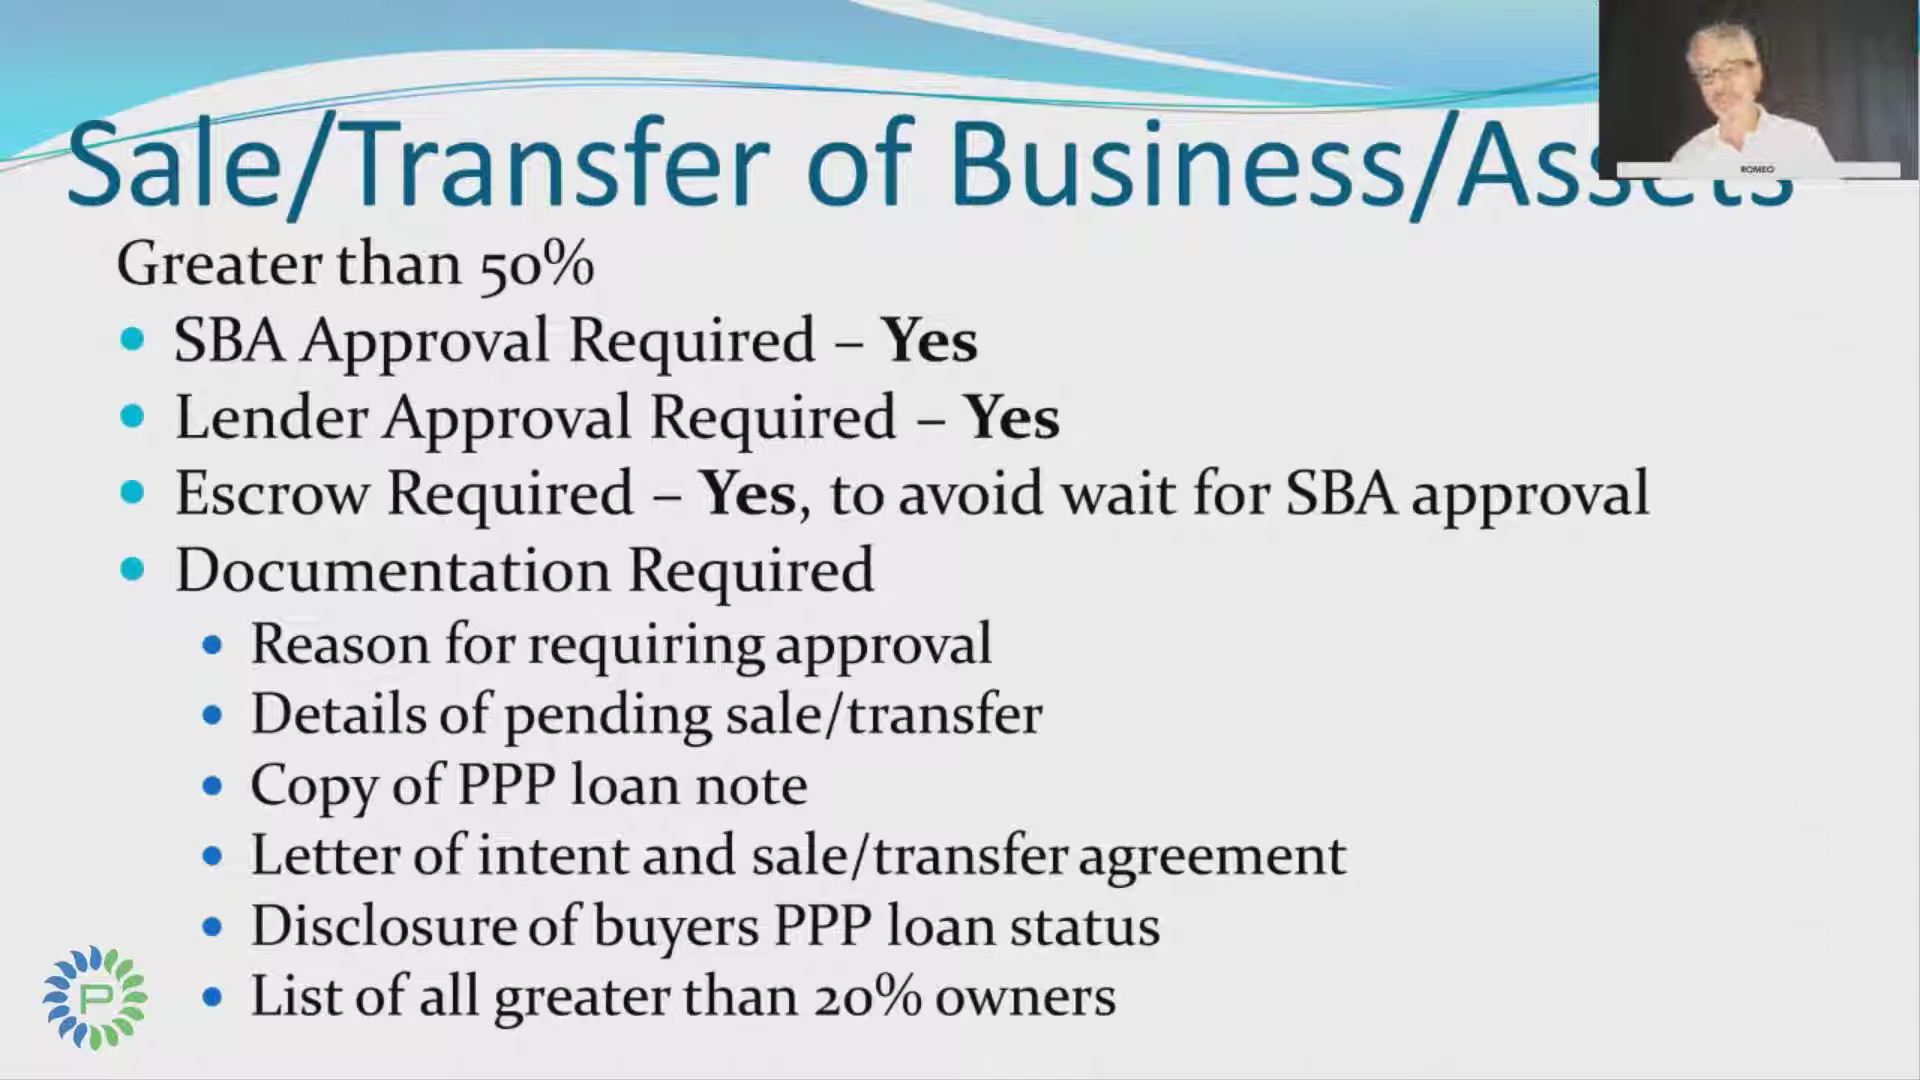 Sale/Transfer of Business/Assets
ROMEO
Greater than 50%
SBA Approval Required – Yes
Lender Approval Required – Yes
Escrow Required – Yes, to avoid wait for SBA approval
Documentation Required
Reason for requiring approval
Details of pending sale/transfer
Copy of PPP loan note
Letter of intent and sale/transfer agreement
Disclosure of buyers PPP loan status
List of all greater than 20% owners
P